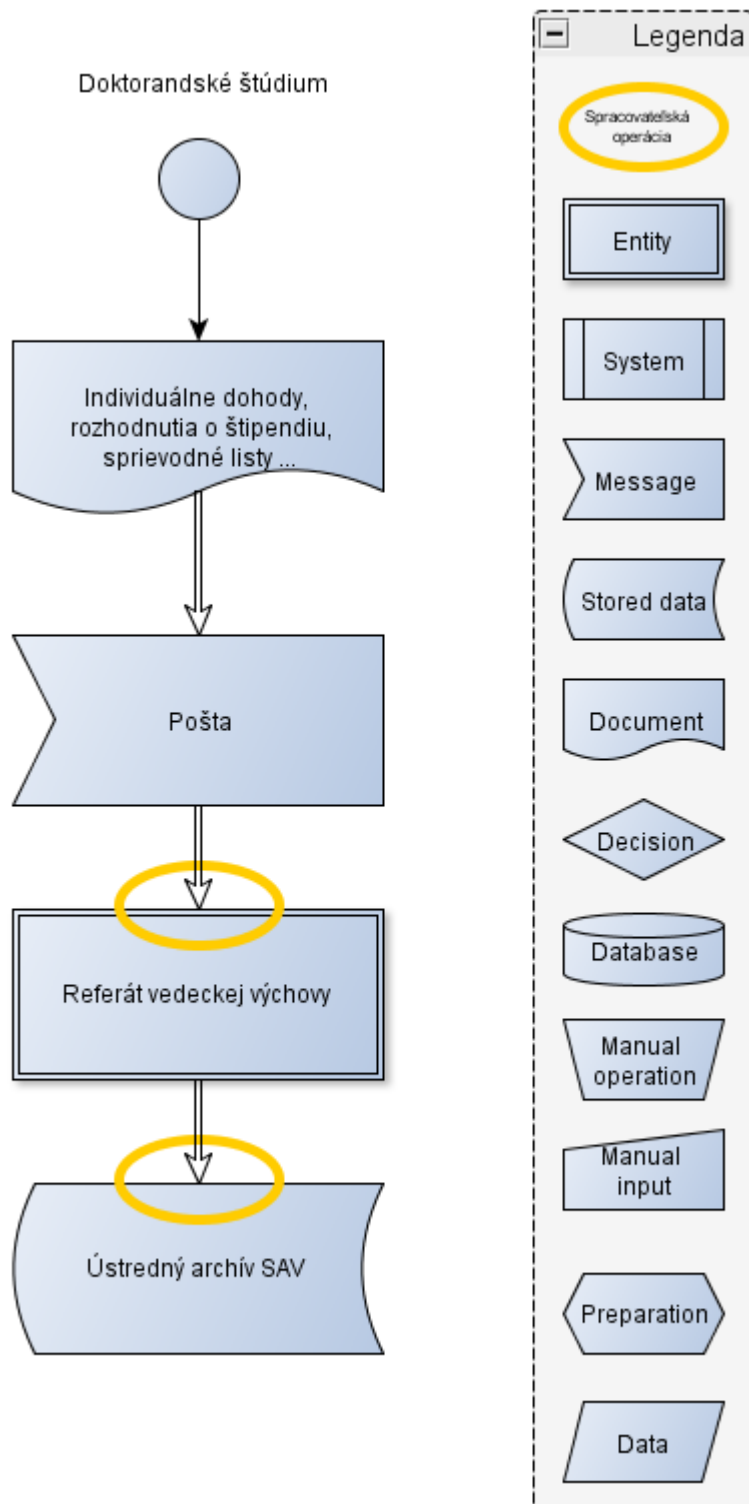 Doktorandské štúdium
Individuálne dohody,
rozhodnutia o štipendiu,
sprievodné listy ...
Pošta
Referát vedeckej výchovy
Ústredný archív SAV
Legenda
Spracovateľská
operácia
Entity
System
Message
Stored data
Document
Decision
Database
Manual
operation
Manual
input
Preparation
Data